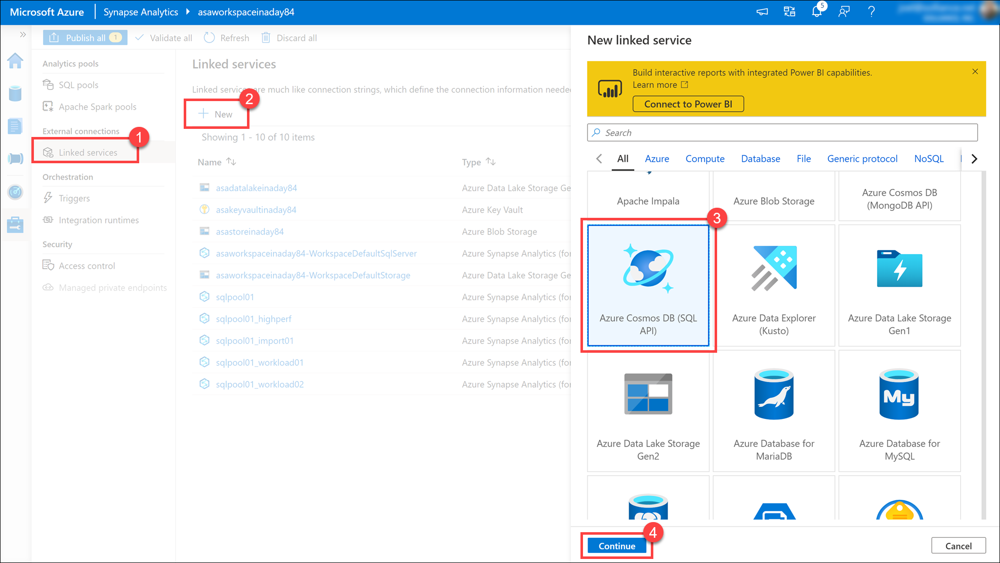 Microsoft Azure
Synapse Analytics
asaworkspaceinaday84
5
Publish all 1
Validate all
Refresh
Discard all
Analytics pools
SQL pools
Apache Spark pools
External connections
1
Linked services
Orchestration
Triggers
Integration runtimes
Security
Access control
Managed private endpoints
Linked services
Linked services are much like connection strings, which define the connection information neede
2
New
Showing 1 - 10 of 10 items
Name Type
asadatalakeinaday84 Azure Data Lake Storage Ge
asakeyvaultinaday84 Azure Key Vault
asastoreinaday84 Azure Blob Storage
asaworkspaceinaday84-WorkspaceDefaultSqlServer Azure Synapse Analytics (for
asaworkspaceinaday84-WorkspaceDefaultStorage Azure Data Lake Storage Ge
sqlpool01 Azure Synapse Analytics (for
sqlpool01_highperf Azure Synapse Analytics (for
sqlpool01_import01 Azure Synapse Analytics (for
sqlpool01_workload01 Azure Synapse Analytics (for
sqlpool01_workload02 Azure Synapse Analytics (for
New linked service
Build interactive reports with integrated Power BI capabilities.
Learn more
Connect to Power BI
Search
All Azure Compute Database File Generic protocol NoSQL
Apache Impala
Azure Blob Storage
Azure Cosmos DB
(MongoDB API)
3
Azure Cosmos DB (SQL
API)
Azure Data Explorer
(Kusto)
Azure Data Lake Storage
Gen1
My
Azure Data Lake Storage
Gen2
Azure Database for
MariaDB
Azure Database for
MySQL
4
Continue
Cancel